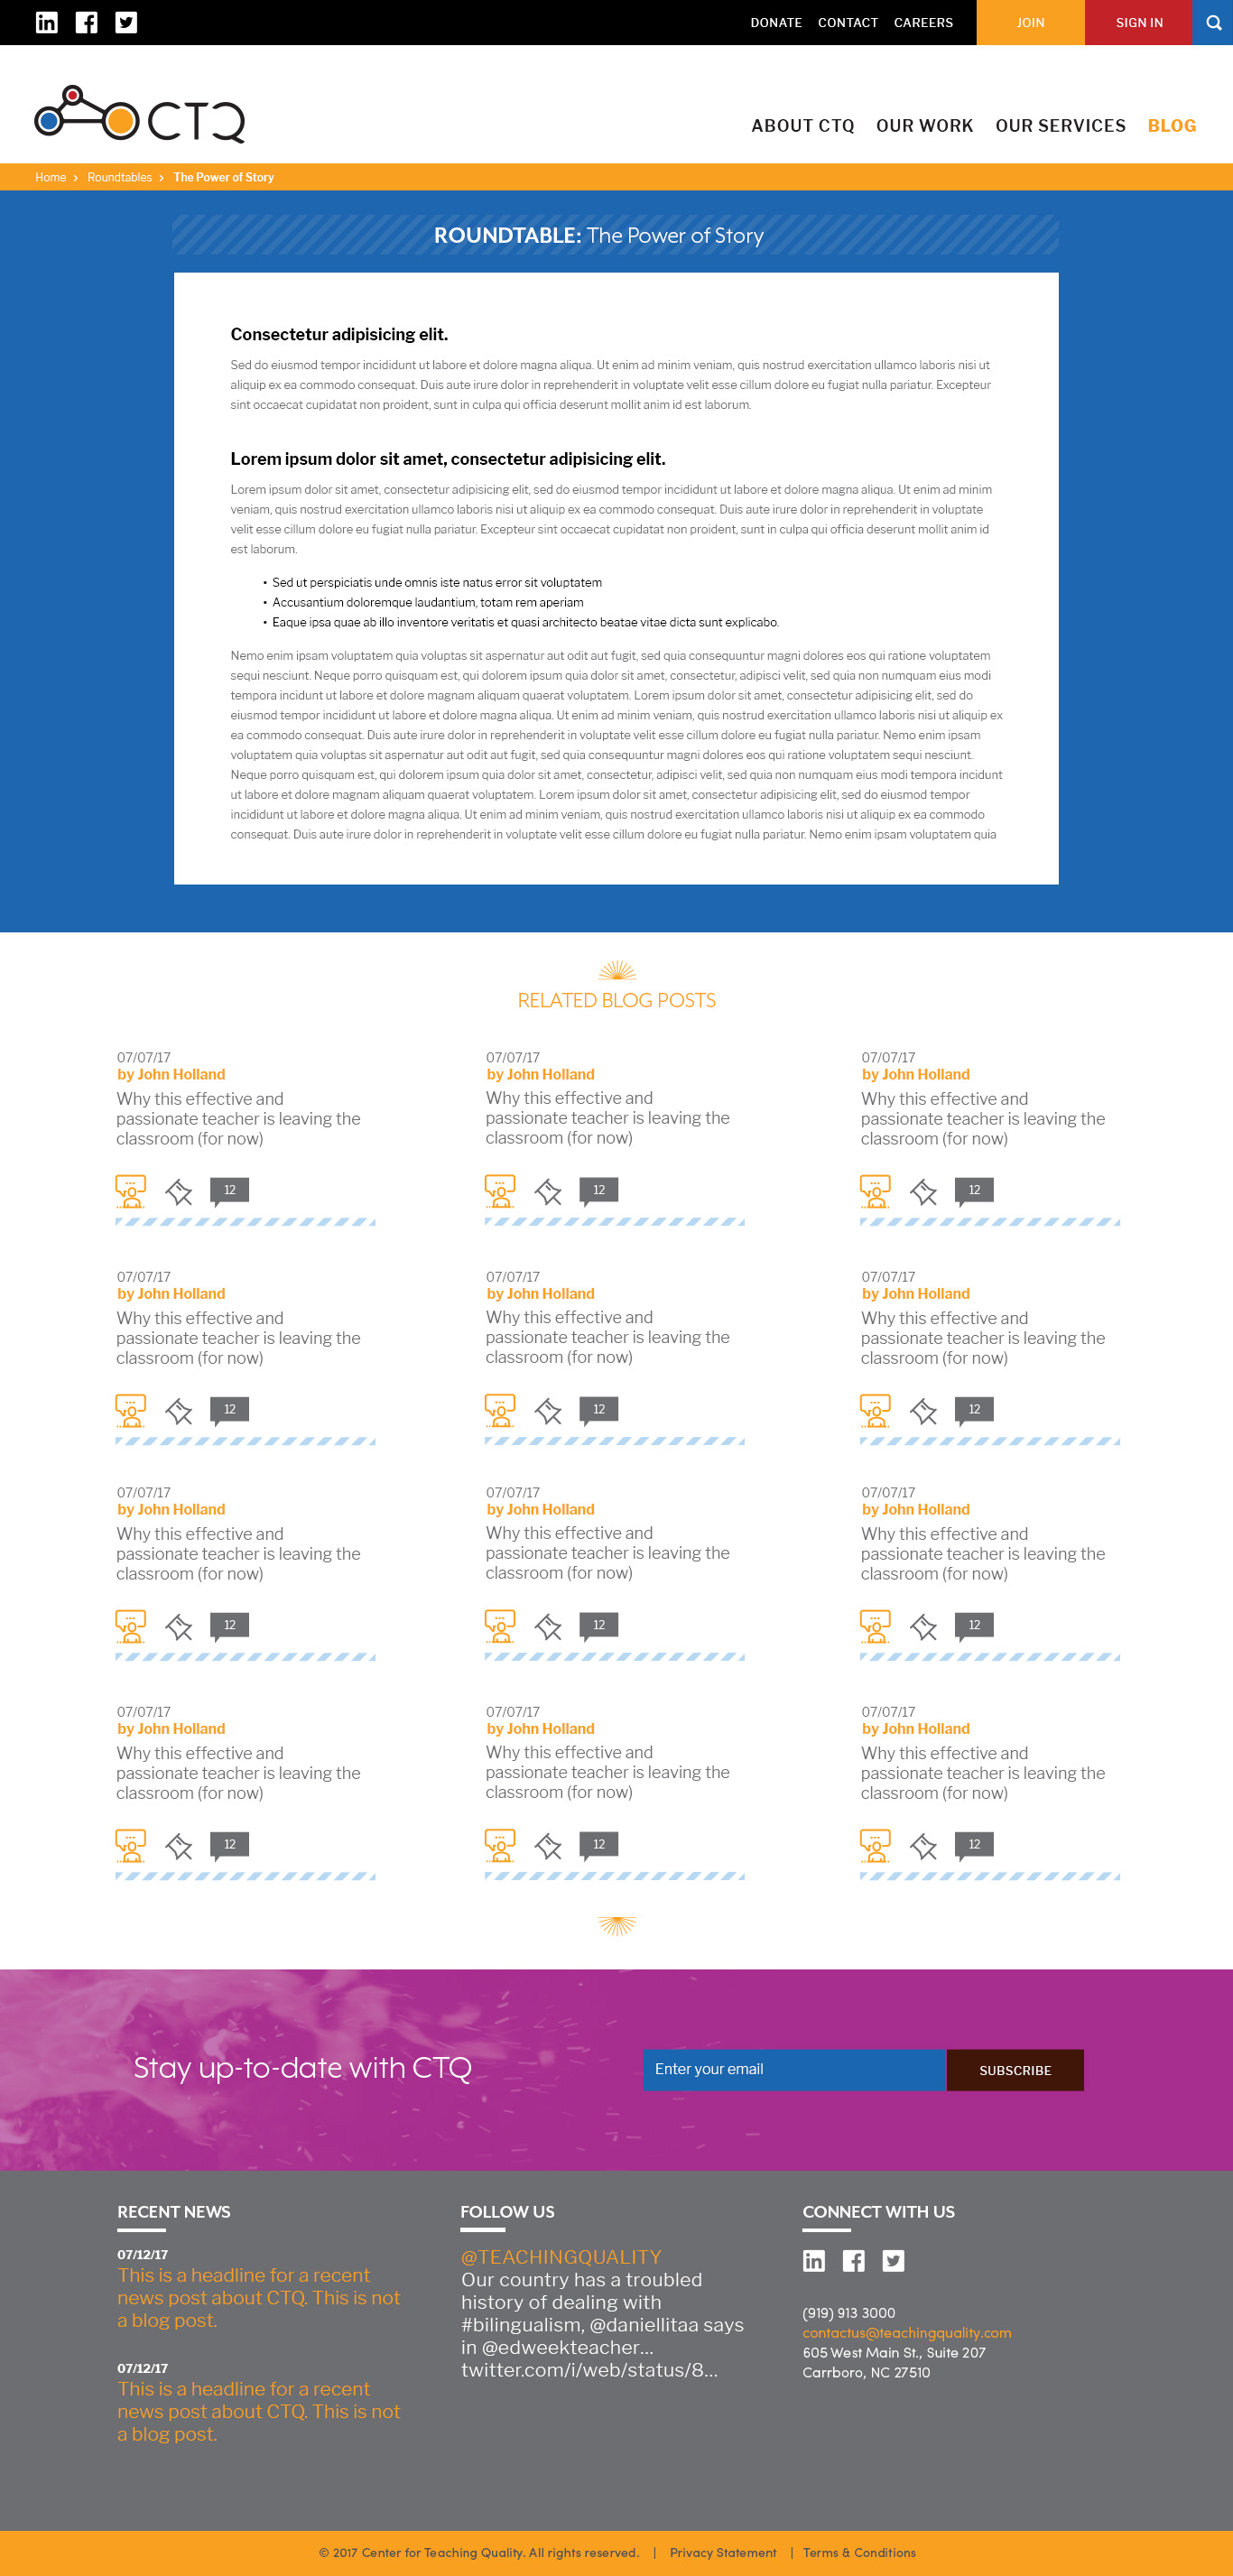 DONATE CONTACT CAREERS JOIN SIGN IN
CTQ
ABOUT CTQ OUR WORK OUR SERVICES BLOG
Home › Roundtables › The Power of Story
ROUNDTABLE: The Power of Story
Consectetur adipisicing elit.
Sed do eiusmod tempor incididunt ut labore et dolore magna aliqua. Ut enim ad minim veniam, quis nostrud exercitation ullamco laboris nisi ut
aliquip ex ea commodo consequat. Duis aute irure dolor in reprehenderit in voluptate velit esse cillum dolore eu fugiat nulla pariatur. Excepteur
sint occaecat cupidatat non proident, sunt in culpa qui officia deserunt mollit anim id est laborum.
Lorem ipsum dolor sit amet, consectetur adipisicing elit.
Lorem ipsum dolor sit amet, consectetur adipisicing elit, sed do eiusmod tempor incididunt ut labore et dolore magna aliqua. Ut enim ad minim
veniam, quis nostrud exercitation ullamco laboris nisi ut aliquip ex ea commodo consequat. Duis aute irure dolor in reprehenderit in voluptate
velit esse cillum dolore eu fugiat nulla pariatur. Excepteur sint occaecat cupidatat non proident, sunt in culpa qui officia deserunt mollit anim id
est laborum.
• Sed ut perspiciatis unde omnis iste natus error sit voluptatem
• Accusantium doloremque laudantium, totam rem aperiam
• Eaque ipsa quae ab illo inventore veritatis et quasi architecto beatae vitae dicta sunt explicabo.
Nemo enim ipsam voluptatem quia voluptas sit aspernatur aut odit aut fugit, sed quia consequuntur magni dolores eos qui ratione voluptatem
sequi nesciunt. Neque porro quisquam est, qui dolorem ipsum quia dolor sit amet, consectetur, adipisci velit, sed quia non numquam eius modi
tempora incidunt ut labore et dolore magnam aliquam quaerat voluptatem. Lorem ipsum dolor sit amet, consectetur adipisicing elit, sed do
eiusmod tempor incididunt ut labore et dolore magna aliqua. Ut enim ad minim veniam, quis nostrud exercitation ullamco laboris nisi ut aliquip ex
ea commodo consequat. Duis aute irure dolor in reprehenderit in voluptate velit esse cillum dolore eu fugiat nulla pariatur. Nemo enim ipsam
voluptatem quia voluptas sit aspernatur aut odit aut fugit, sed quia consequuntur magni dolores eos qui ratione voluptatem sequi nesciunt.
Neque porro quisquam est, qui dolorem ipsum quia dolor sit amet, consectetur, adipisci velit, sed quia non numquam eius modi tempora incidunt
ut labore et dolore magnam aliquam quaerat voluptatem. Lorem ipsum dolor sit amet, consectetur adipisicing elit, sed do eiusmod tempor
incididunt ut labore et dolore magna aliqua. Ut enim ad minim veniam, quis nostrud exercitation ullamco laboris nisi ut aliquip ex ea commodo
consequat. Duis aute irure dolor in reprehenderit in voluptate velit esse cillum dolore eu fugiat nulla pariatur. Nemo enim ipsam voluptatem quia
RELATED BLOG POSTS
07/07/17 07/07/17 07/07/17
by John Holland by John Holland by John Holland
Why this effective and Why this effective and Why this effective and
passionate teacher is leaving the passionate teacher is leaving the passionate teacher is leaving the
classroom (for now) classroom (for now) classroom (for now)
12 12 12
07/07/17 07/07/17 07/07/17
by John Holland by John Holland by John Holland
Why this effective and Why this effective and Why this effective and
passionate teacher is leaving the passionate teacher is leaving the passionate teacher is leaving the
classroom (for now) classroom (for now) classroom (for now)
12 12 12
07/07/17 07/07/17 07/07/17
by John Holland by John Holland by John Holland
Why this effective and Why this effective and Why this effective and
passionate teacher is leaving the passionate teacher is leaving the passionate teacher is leaving the
classroom (for now) classroom (for now) classroom (for now)
12 12 12
07/07/17 07/07/17 07/07/17
by John Holland by John Holland by John Holland
Why this effective and Why this effective and Why this effective and
passionate teacher is leaving the passionate teacher is leaving the passionate teacher is leaving the
classroom (for now) classroom (for now) classroom (for now)
12 12 12
Stay up-to-date with CTQ
Enter your email SUBSCRIBE
RECENT NEWS
07/12/17
This is a headline for a recent
news post about CTQ. This is not
a blog post.
07/12/17
This is a headline for a recent
news post about CTQ. This is not
a blog post.
FOLLOW US
@TEACHINGQUALITY
Our country has a troubled
history of dealing with
#bilingualism, @daniellitaa says
in @edweekteacher...
twitter.com/i/web/status/8...
CONNECT WITH US
(919) 913 3000
contactus@teachingquality.com
605 West Main St., Suite 207
Carrboro, NC 27510
© 2017 Center for Teaching Quality. All rights reserved. | Privacy Statement | Terms & Conditions